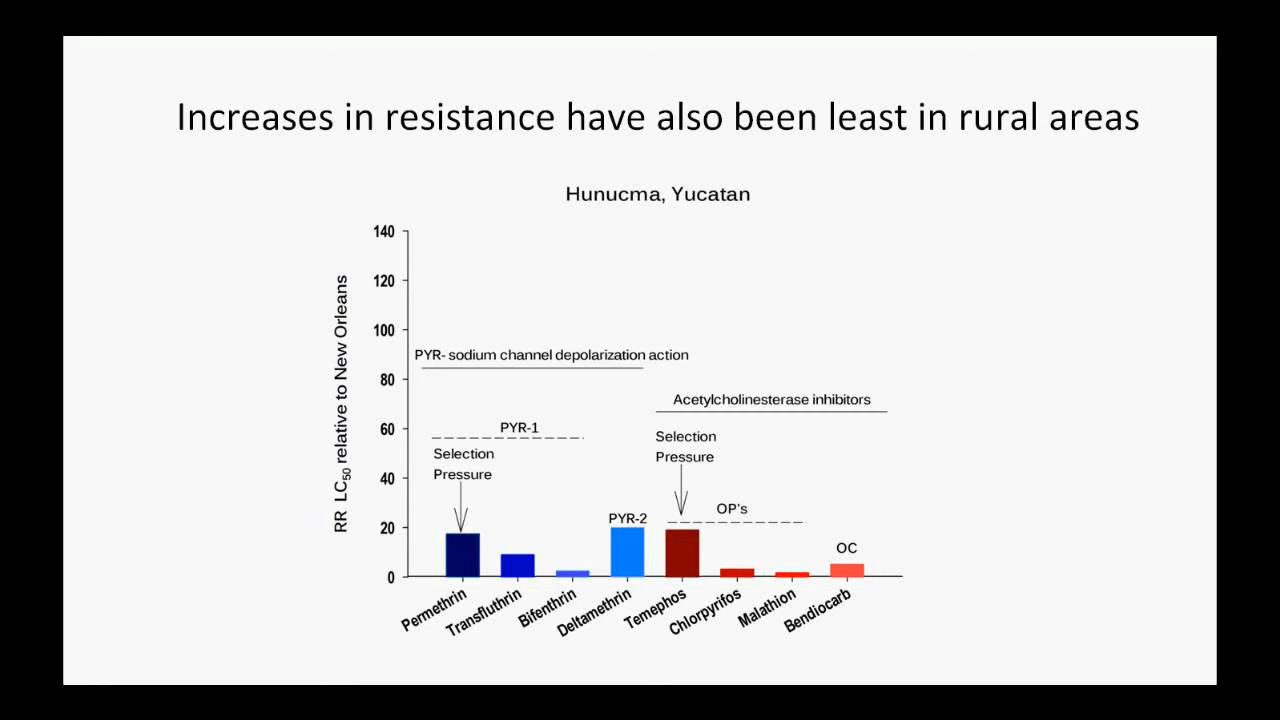 Increases in resistance have also been least in rural areas
Hunucma, Yucatan
RR LC50 relative to New Orleans
140
120
100
80
60
40
20
0
PYR- sodium channel depolarization action
Acetylcholinesterase inhibitors
PYR-1
Selection
Pressure
Selection
Pressure
PYR-2
OP's
OC
Permethrin
Transfluthrin
Bifenthrin
Deltamethrin
Temephos
Chlorpyrifos
Malathion
Bendiocarb